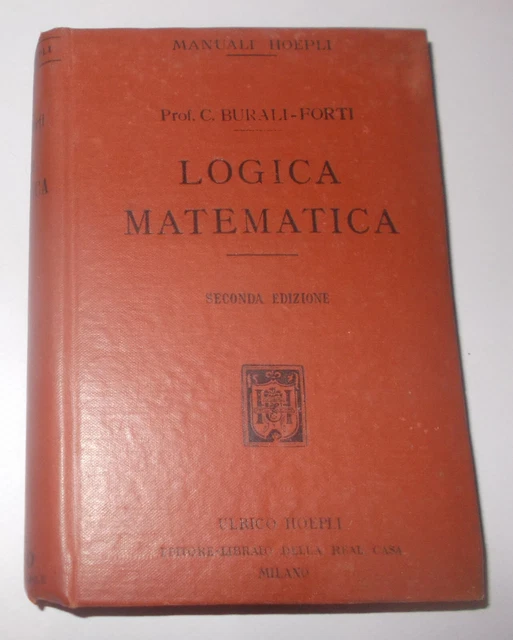 MANUALI HOEPLI
Prof. C. BURALI-FORTI
LOGICA
MATEMATICA
SECONDA EDIZIONE
ULRICO HOEPLI
EDITORE-LIBRAIO DELLA REAL CASA
MILANO